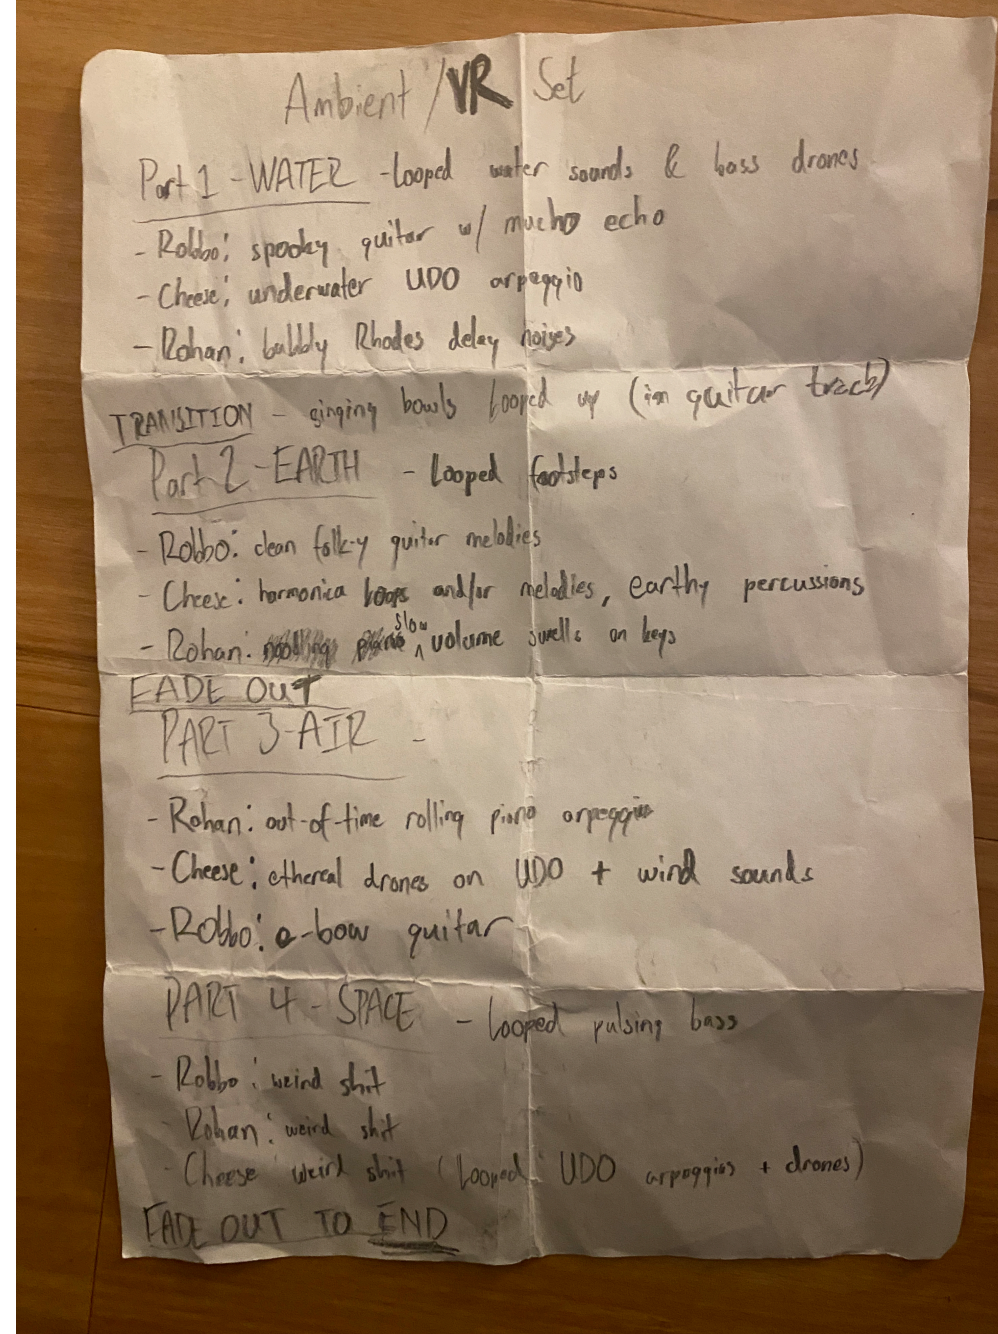 Ambient/VR Set
Part 1 - WATER - Looped water sounds & bass drones
- Robbo: spooky guitar w/ mucho echo
- Cheese: underwater UDO arpeggio
- Rohan: bubbly Rhodes delay noises
TRANSITION - singing bowls looped up (in guitar track)
Part 2 - EARTH - Looped footsteps
- Robbo: clean folk-y guitar melodies
- Cheese: harmonica loops and/or melodies, earthy percussions
- Rohan: slow volume swells on keys
FADE OUT
PART 3 - AIR -
- Rohan: out-of-time rolling piano arpeggios
- Cheese: ethereal drones on UDO + wind sounds
- Robbo: e-bow guitar
PART 4 - SPACE - Looped pulsing bass
- Robbo: weird shit
Rohan: weird shit
- Cheese weird shit (Looped UDO arpeggios + drones)
FADE OUT TO END